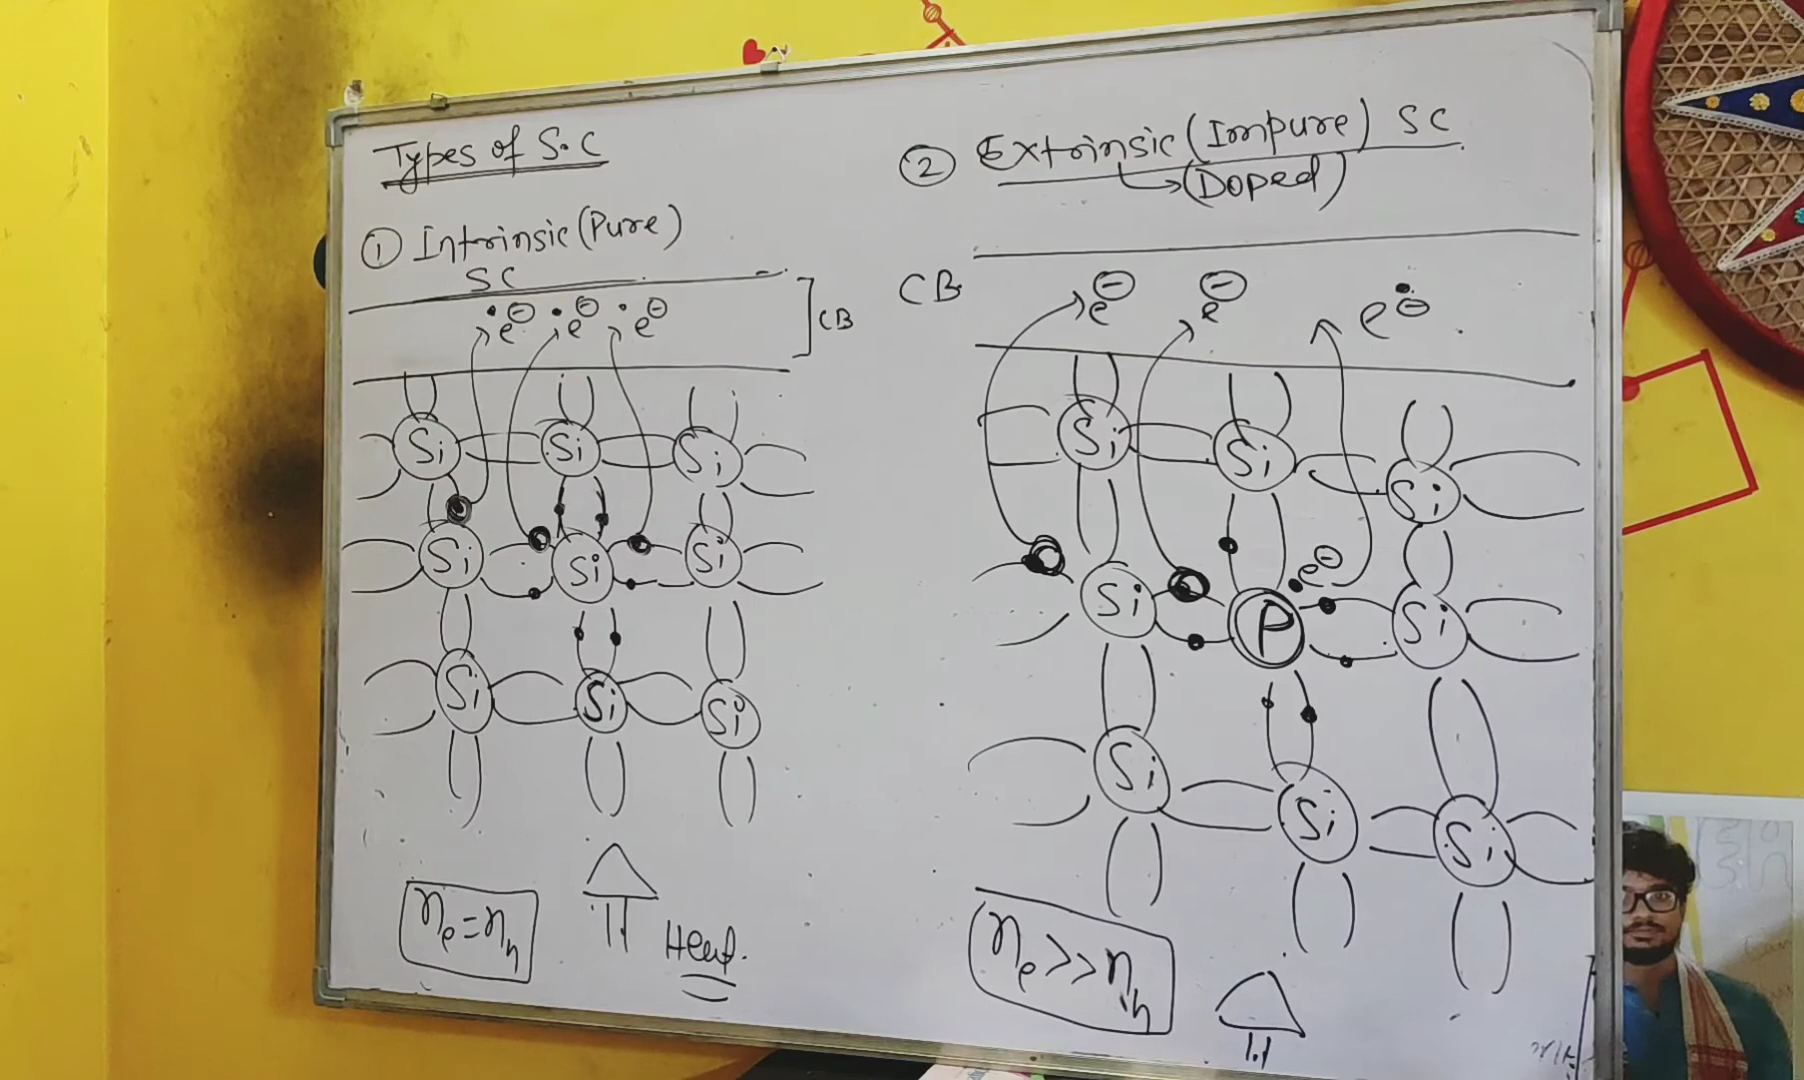 Types of S.C
① Intrinsic (Pure)
SC
e⊖ e⊖ e⊖
CB
Si Si Si
Si Si Si
Si Si Si
nₑ = nₕ
Heat.
② Extrinsic (Impure) SC
↳ (Doped)
CB
e⊖ e⊖ e⊖
Si Si Si
e⊖
Si P Si
Si Si Si
nₑ >> nₕ